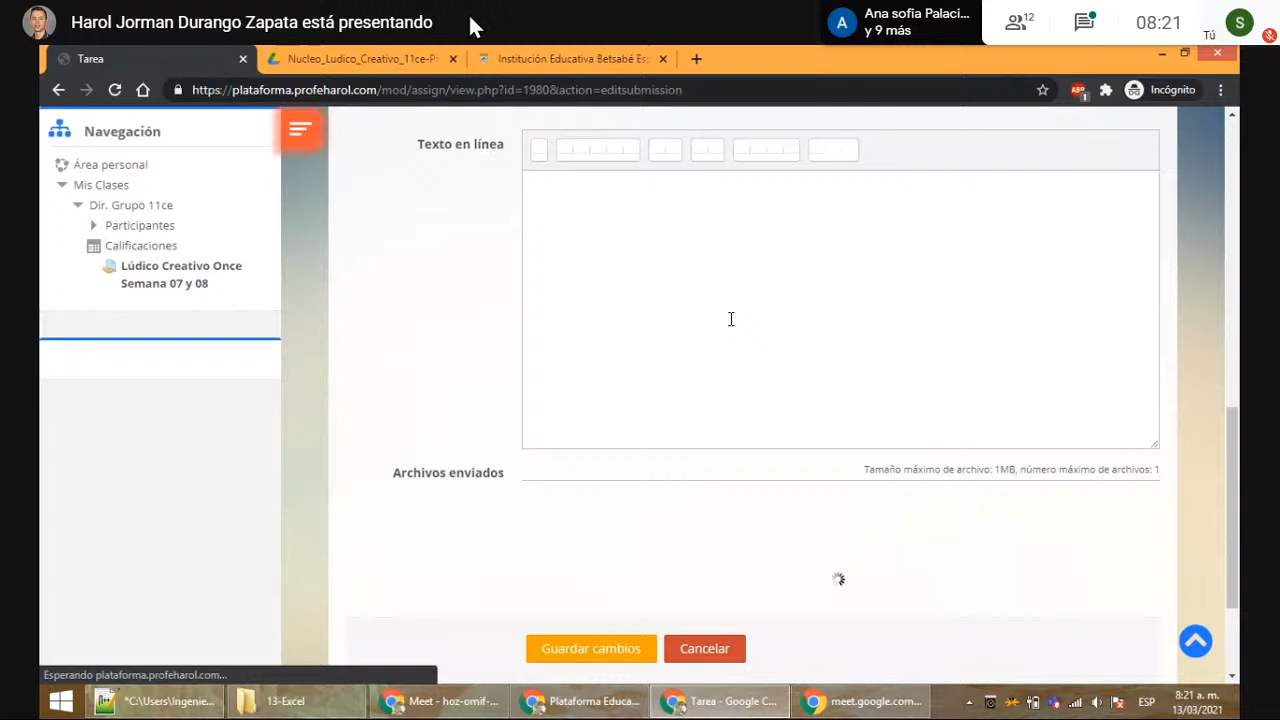 Harol Jorman Durango Zapata está presentando
A
Ana sofia Palaci...
y 9 más
12
08:21
Tú
S
Tarea
Nucleo_Ludico_Creativo_11ce-Pr
Institución Educativa Betsabé Esp
https://plataforma.profeharol.com/mod/assign/view.php?id=1980&action=editsubmission
ABP
1
Incógnito
Navegación
Área personal
Mis Clases
Dir. Grupo 11ce
Participantes
Calificaciones
Lúdico Creativo Once
Semana 07 y 08
Texto en línea
Archivos enviados
Tamaño máximo de archivo: 1MB, número máximo de archivos: 1
Guardar cambios
Cancelar
Esperando plataforma.profeharol.com...
*C:\Users\Ingenie...
13-Excel
Meet - hoz-omif-...
Plataforma Educa...
Tarea - Google C...
meet.google.com...
ESP
8:21 a. m.
13/03/2021